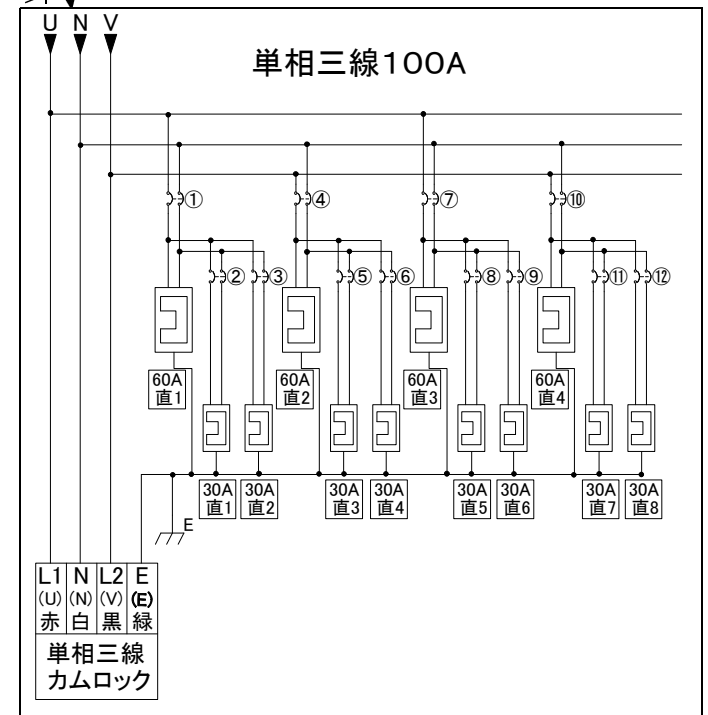 U N V
単相三線100A
① ④ ⑦ ⑩
② ③ ⑤ ⑥ ⑧ ⑨ ⑪ ⑫
60A 60A 60A 60A
直1 直2 直3 直4
30A 30A 30A 30A 30A 30A 30A 30A
直1 直2 直3 直4 直5 直6 直7 直8
E
L1 N L2 E
(U) (N) (V) (E)
赤 白 黒 緑
単相三線
カムロック